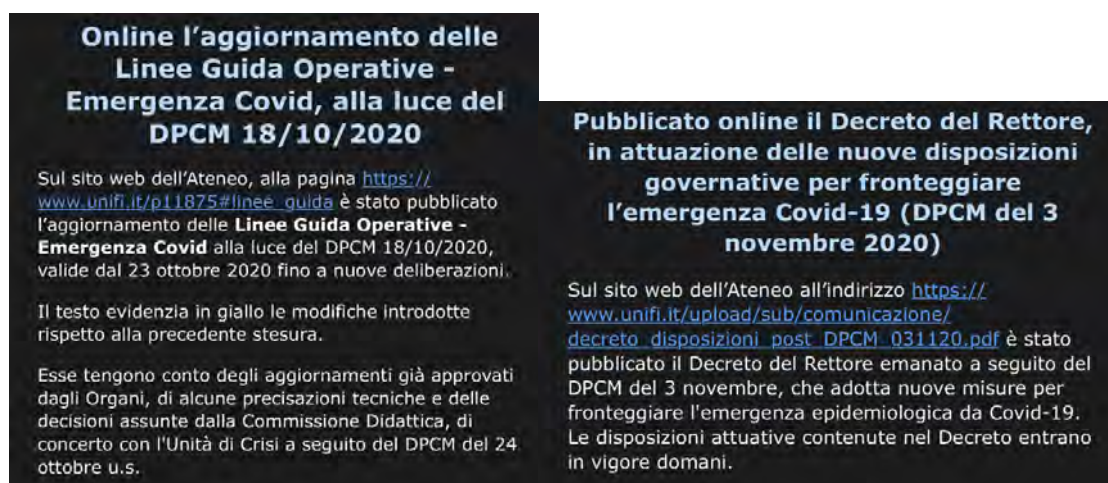 Online l’aggiornamento delle
Linee Guida Operative -
Emergenza Covid, alla luce del
DPCM 18/10/2020
Sul sito web dell’Ateneo, alla pagina https://
www.unifi.it/p11875#linee_guida è stato pubblicato
l’aggiornamento delle Linee Guida Operative -
Emergenza Covid alla luce del DPCM 18/10/2020,
valide dal 23 ottobre 2020 fino a nuove deliberazioni.
Il testo evidenzia in giallo le modifiche introdotte
rispetto alla precedente stesura.
Esse tengono conto degli aggiornamenti già approvati
dagli Organi, di alcune precisazioni tecniche e delle
decisioni assunte dalla Commissione Didattica, di
concerto con l'Unità di Crisi a seguito del DPCM del 24
ottobre u.s.
Pubblicato online il Decreto del Rettore,
in attuazione delle nuove disposizioni
governative per fronteggiare
l’emergenza Covid-19 (DPCM del 3
novembre 2020)
Sul sito web dell’Ateneo all’indirizzo https://
www.unifi.it/upload/sub/comunicazione/
decreto_disposizioni_post_DPCM_031120.pdf è stato
pubblicato il Decreto del Rettore emanato a seguito del
DPCM del 3 novembre, che adotta nuove misure per
fronteggiare l'emergenza epidemiologica da Covid-19.
Le disposizioni attuative contenute nel Decreto entrano
in vigore domani.